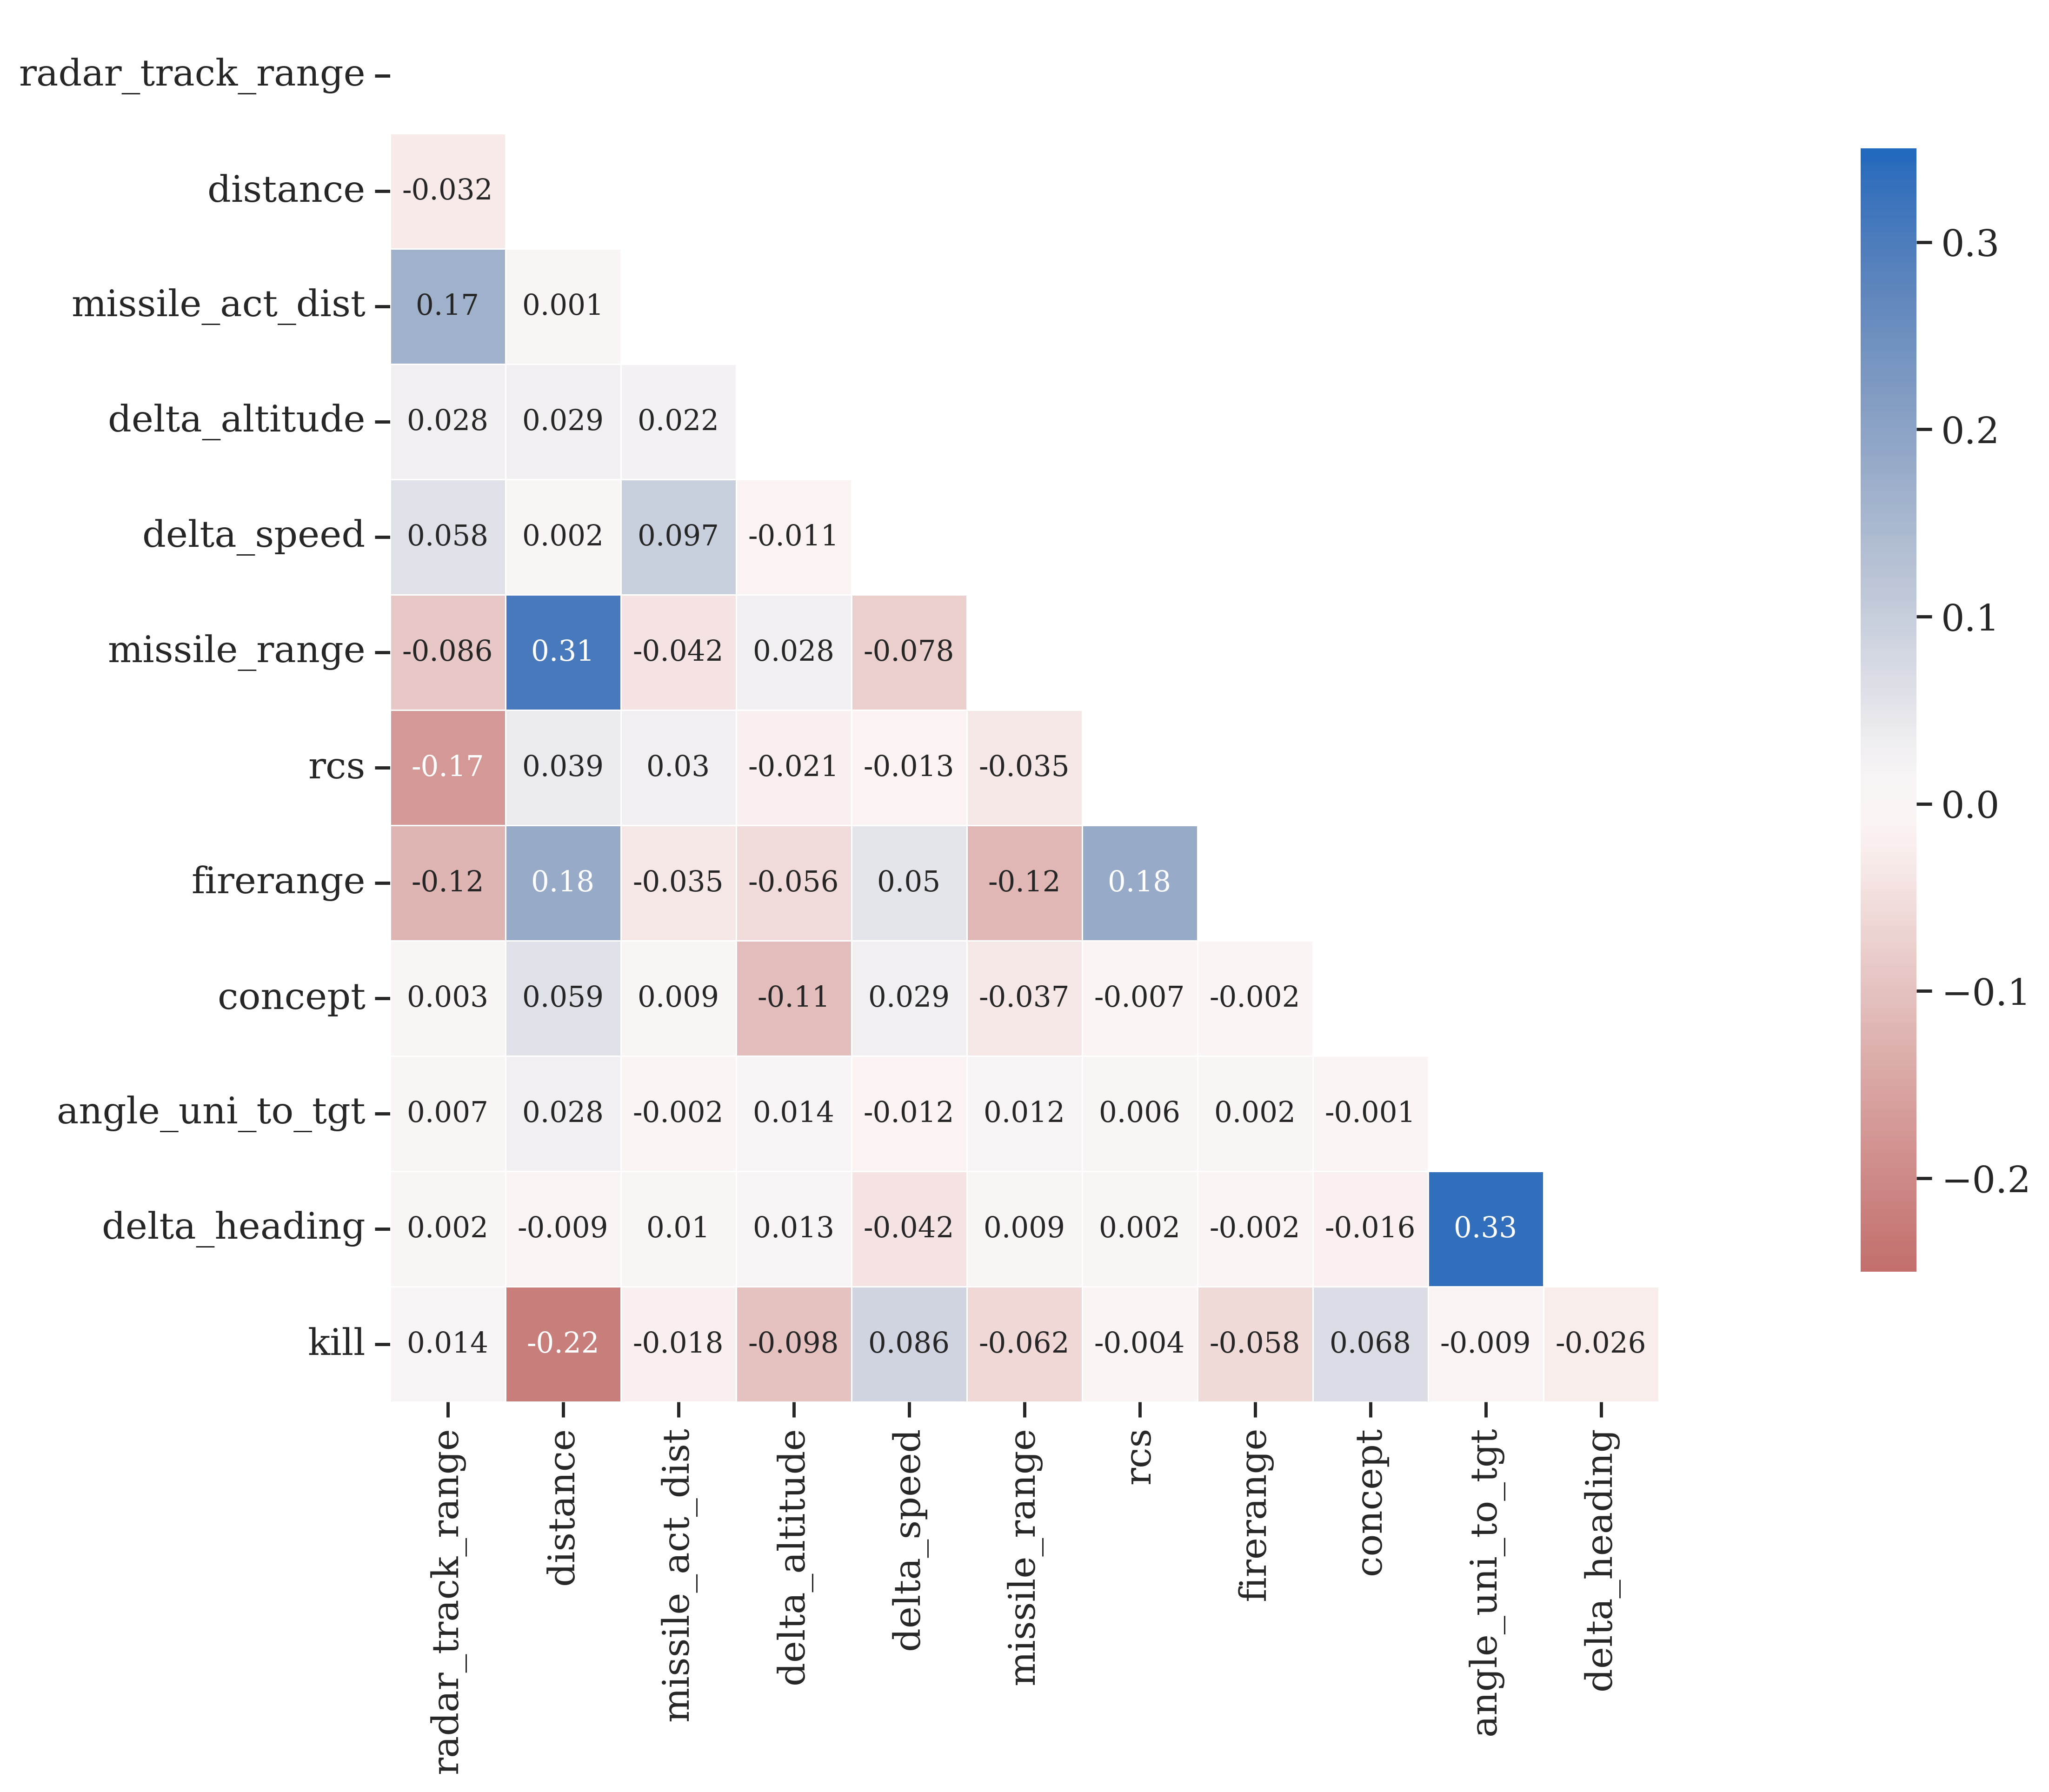 radar_track_range
distance -0.032
missile_act_dist 0.17 0.001
delta_altitude 0.028 0.029 0.022
delta_speed 0.058 0.002 0.097 -0.011
missile_range -0.086 0.31 -0.042 0.028 -0.078
rcs -0.17 0.039 0.03 -0.021 -0.013 -0.035
firerange -0.12 0.18 -0.035 -0.056 0.05 -0.12 0.18
concept 0.003 0.059 0.009 -0.11 0.029 -0.037 -0.007 -0.002
angle_uni_to_tgt 0.007 0.028 -0.002 0.014 -0.012 0.012 0.006 0.002 -0.001
delta_heading 0.002 -0.009 0.01 0.013 -0.042 0.009 0.002 -0.002 -0.016 0.33
kill 0.014 -0.22 -0.018 -0.098 0.086 -0.062 -0.004 -0.058 0.068 -0.009 -0.026
radar_track_range
distance
missile_act_dist
delta_altitude
delta_speed
missile_range
rcs
firerange
concept
angle_uni_to_tgt
delta_heading
0.3
0.2
0.1
0.0
−0.1
−0.2